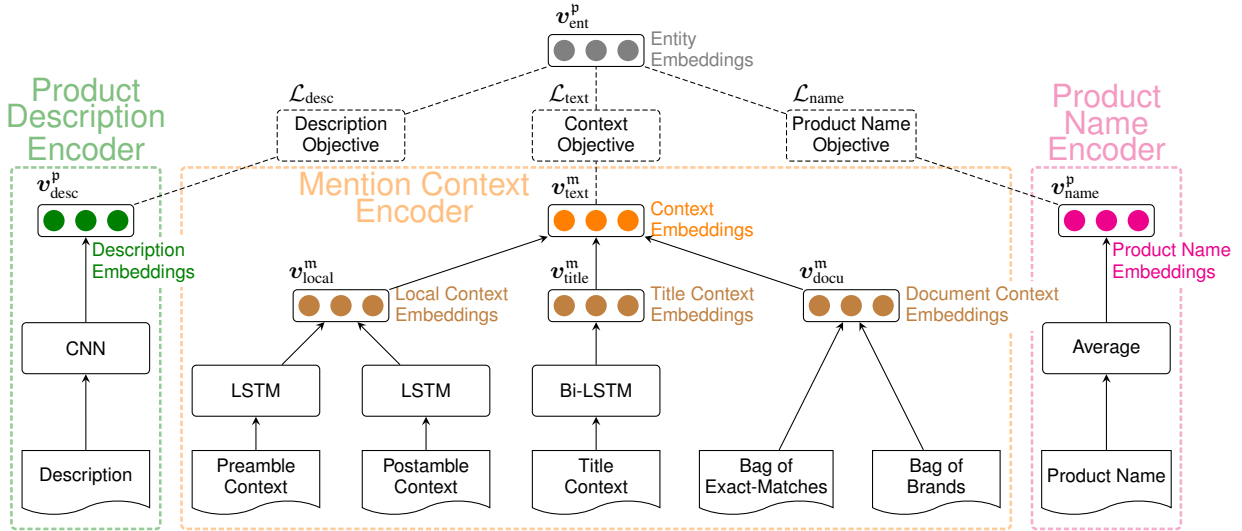 v^p_ent
Entity
Embeddings
L_desc
L_text
L_name
Description
Objective
Context
Objective
Product Name
Objective
Product
Description
Encoder
Mention Context
Encoder
Product
Name
Encoder
v^p_desc
v^m_text
v^p_name
Description
Embeddings
Context
Embeddings
Product Name
Embeddings
v^m_local
v^m_title
v^m_docu
Local Context
Embeddings
Title Context
Embeddings
Document Context
Embeddings
CNN
LSTM
LSTM
Bi-LSTM
Average
Description
Preamble
Context
Postamble
Context
Title
Context
Bag of
Exact-Matches
Bag of
Brands
Product Name